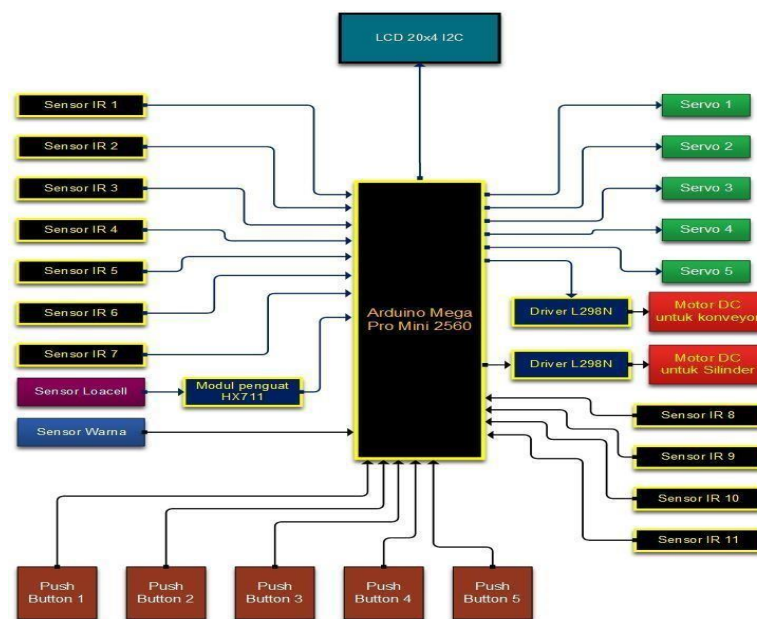 LCD 20x4 I2C
Sensor IR 1
Sensor IR 2
Sensor IR 3
Sensor IR 4
Sensor IR 5
Sensor IR 6
Sensor IR 7
Sensor Loacell
Modul penguat
HX711
Sensor Warna
Arduino Mega
Pro Mini 2560
Servo 1
Servo 2
Servo 3
Servo 4
Servo 5
Driver L298N
Motor DC
untuk konveyor
Driver L298N
Motor DC
untuk Silinder
Sensor IR 8
Sensor IR 9
Sensor IR 10
Sensor IR 11
Push
Button 1
Push
Button 2
Push
Button 3
Push
Button 4
Push
Button 5